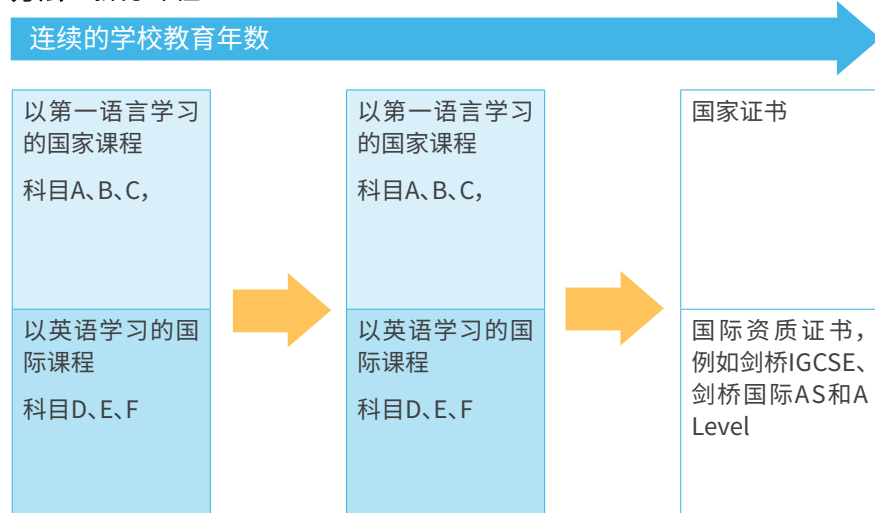 连续的学校教育年数
以第一语言学习
的国家课程
科目A、B、C，
以第一语言学习
的国家课程
科目A、B、C，
国家证书
以英语学习的国
际课程
科目D、E、F
以英语学习的国
际课程
科目D、E、F
国际资质证书，
例如剑桥IGCSE、
剑桥国际AS和A
Level